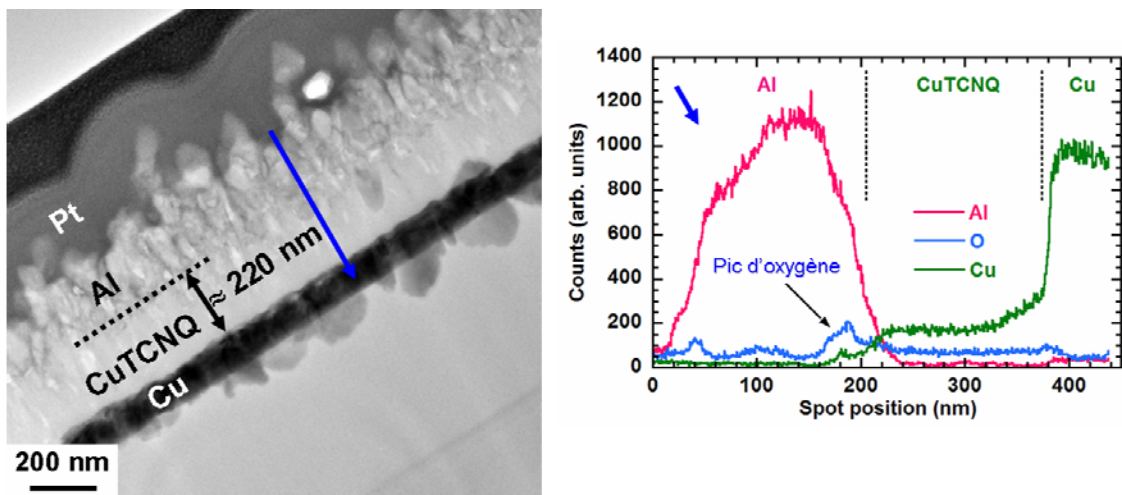 Pt
Al
CuTCNQ
≈ 220 nm
Cu
200 nm
Al
CuTCNQ
Cu
Al
O
Cu
Pic d'oxygène
Counts (arb. units)
1400
1200
1000
800
600
400
200
0
0 100 200 300 400
Spot position (nm)